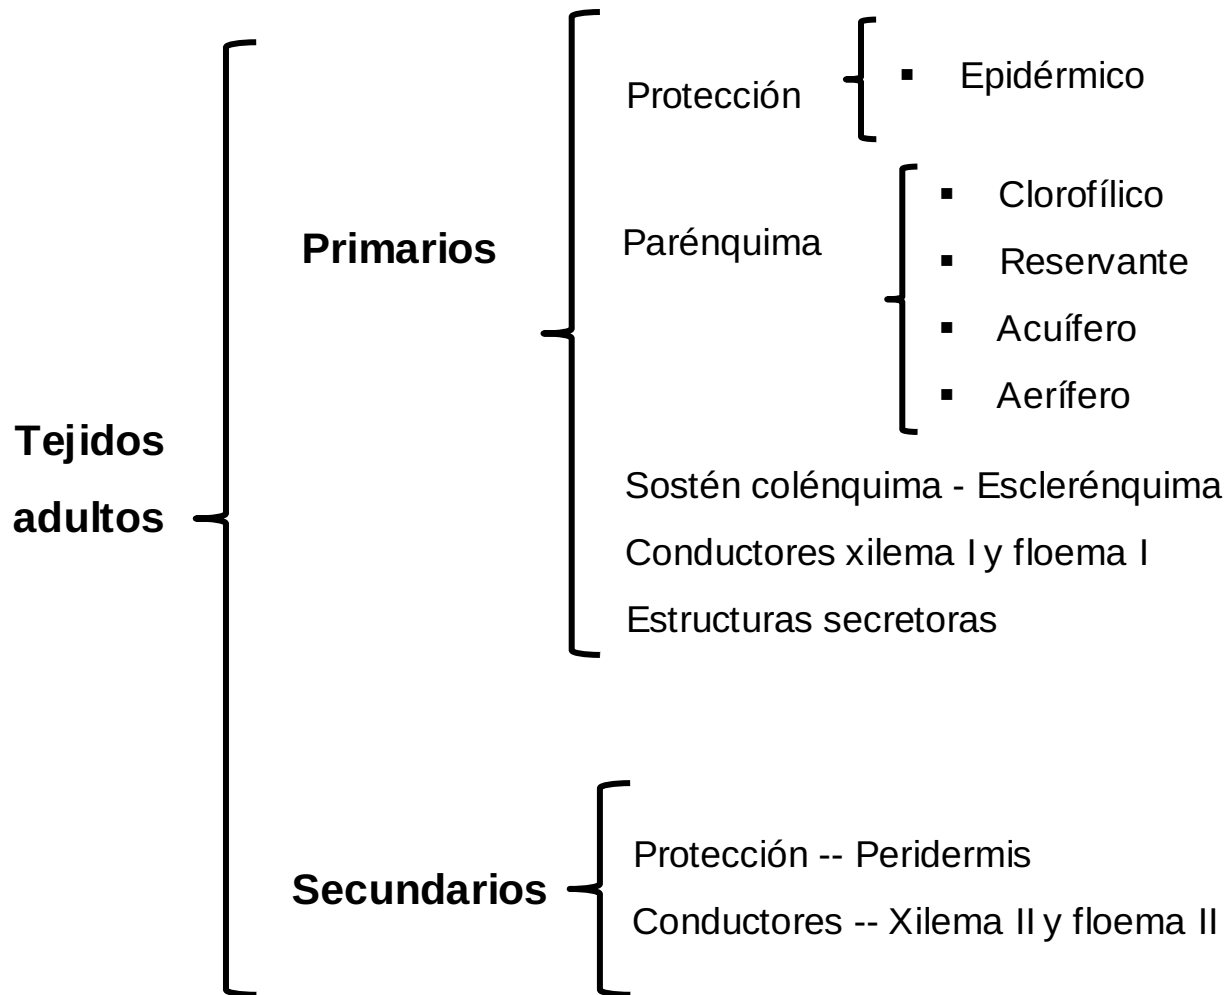 Protección
▪ Epidérmico
Primarios
Parénquima
▪ Clorofílico
▪ Reservante
▪ Acuífero
▪ Aerífero
Tejidos
adultos
Sostén colénquima - Esclerénquima
Conductores xilema I y floema I
Estructuras secretoras
Secundarios
Protección -- Peridermis
Conductores -- Xilema II y floema II